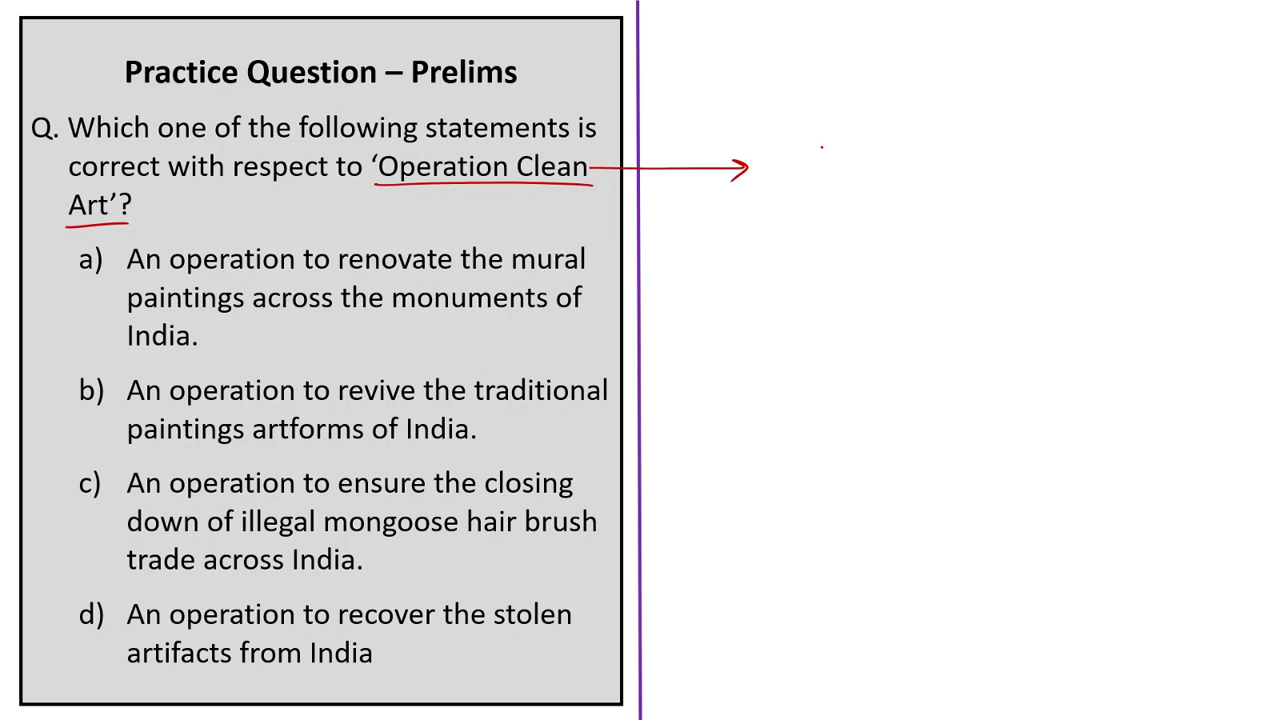 Practice Question – Prelims
Q. Which one of the following statements is
correct with respect to ‘Operation Clean
Art’?
a) An operation to renovate the mural
paintings across the monuments of
India.
b) An operation to revive the traditional
paintings artforms of India.
c) An operation to ensure the closing
down of illegal mongoose hair brush
trade across India.
d) An operation to recover the stolen
artifacts from India